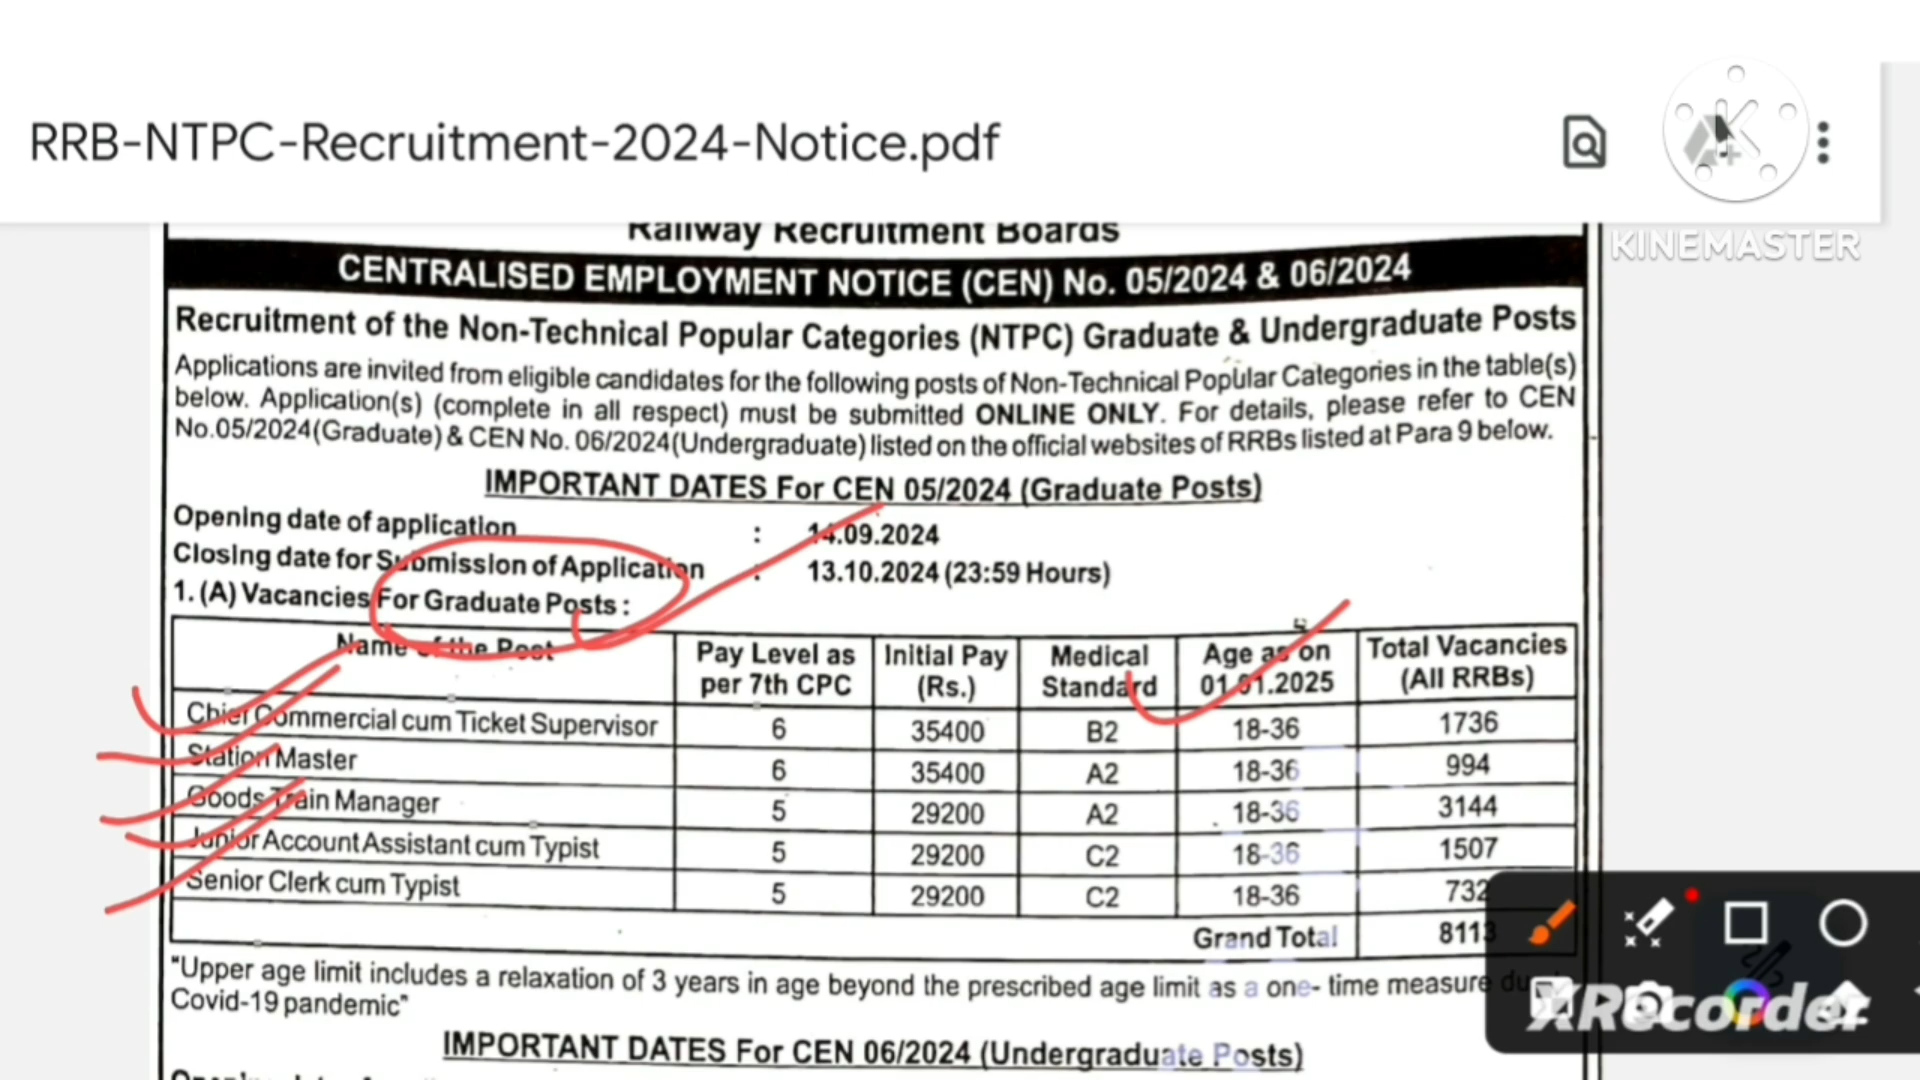 RRB-NTPC-Recruitment-2024-Notice.pdf
KINEMASTER
Railway Recruitment Boards
CENTRALISED EMPLOYMENT NOTICE (CEN) No. 05/2024 & 06/2024
Recruitment of the Non-Technical Popular Categories (NTPC) Graduate & Undergraduate Posts
Applications are invited from eligible candidates for the following posts of Non-Technical Popular Categories in the table(s)
below. Application(s) (complete in all respect) must be submitted ONLINE ONLY. For details, please refer to CEN
No.05/2024(Graduate) & CEN No. 06/2024(Undergraduate) listed on the official websites of RRBs listed at Para 9 below.
IMPORTANT DATES For CEN 05/2024 (Graduate Posts)
Opening date of application : 14.09.2024
Closing date for Submission of Application : 13.10.2024 (23:59 Hours)
1. (A) Vacancies For Graduate Posts :
Name of the Post Pay Level as per 7th CPC Initial Pay (Rs.) Medical Standard Age as on 01.01.2025 Total Vacancies (All RRBs)
Chief Commercial cum Ticket Supervisor 6 35400 B2 18-36 1736
Station Master 6 35400 A2 18-36 994
Goods Train Manager 5 29200 A2 18-36 3144
Junior Account Assistant cum Typist 5 29200 C2 18-36 1507
Senior Clerk cum Typist 5 29200 C2 18-36 732
Grand Total 8113
"Upper age limit includes a relaxation of 3 years in age beyond the prescribed age limit as a one- time measure
Covid-19 pandemic"
IMPORTANT DATES For CEN 06/2024 (Undergraduate Posts)
XRecorder